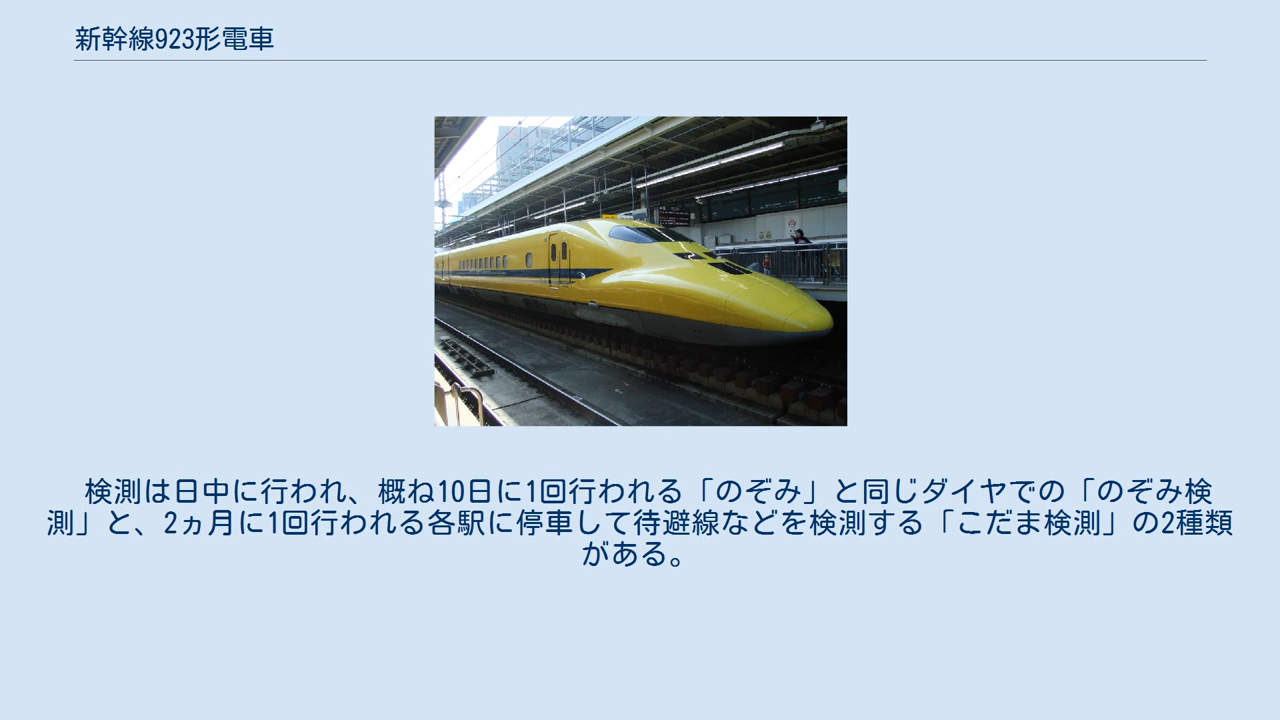 新幹線923形電車
検測は日中に行われ、概ね10日に1回行われる「のぞみ」と同じダイヤでの「のぞみ検
測」と、2ヵ月に1回行われる各駅に停車して待避線などを検測する「こだま検測」の2種類
がある。